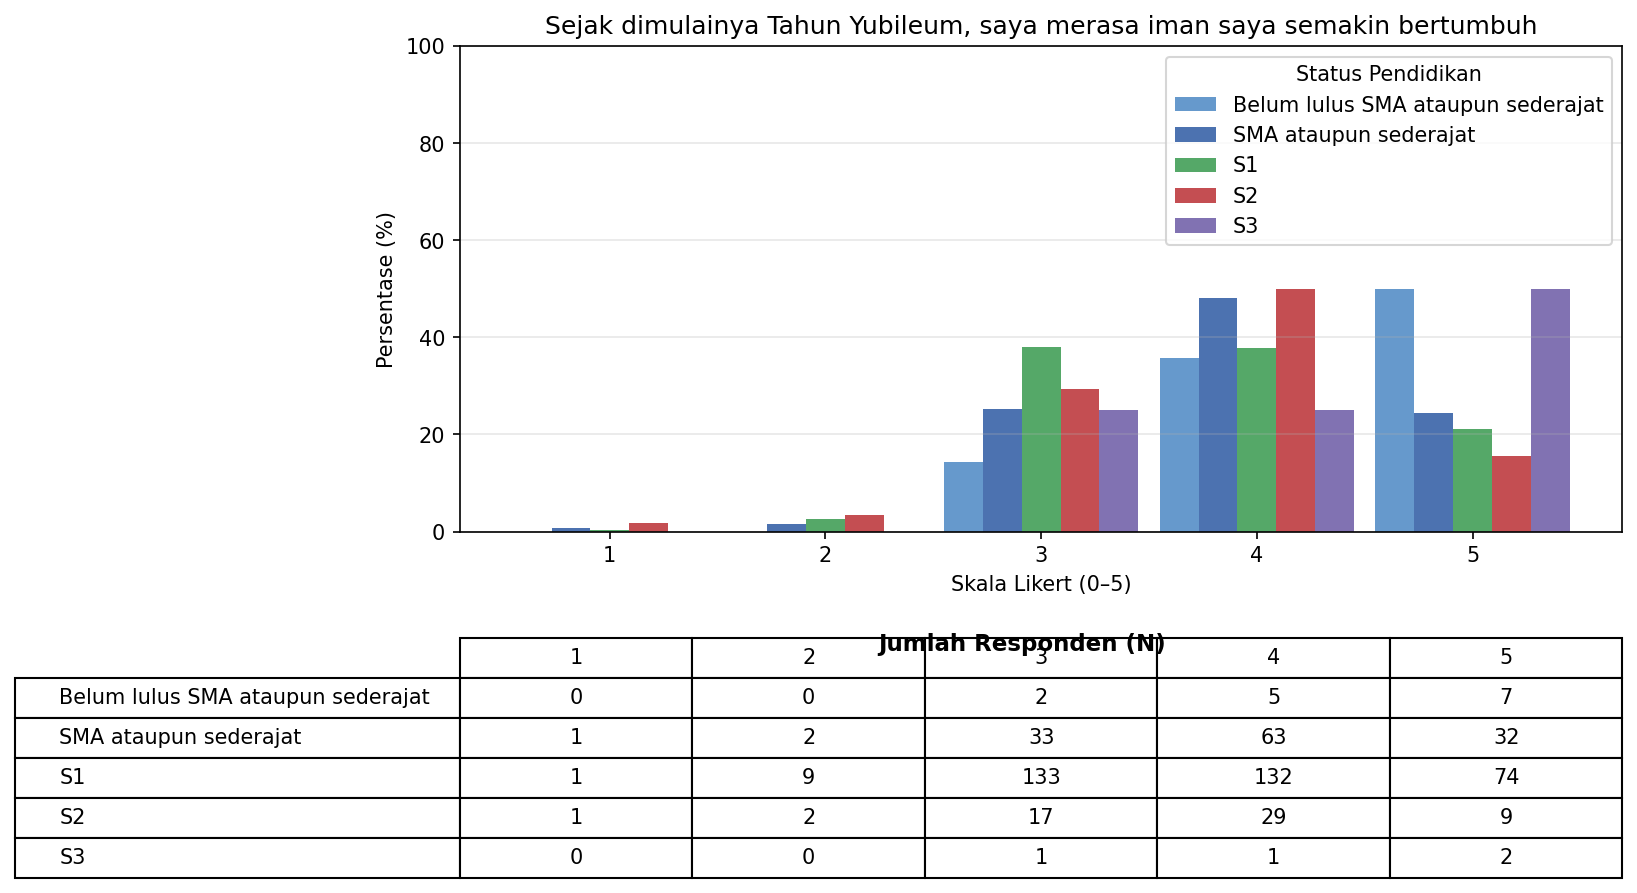 Sejak dimulainya Tahun Yubileum, saya merasa iman saya semakin bertumbuh
100
80
60
40
20
0
Persentase (%)
Status Pendidikan
Belum lulus SMA ataupun sederajat
SMA ataupun sederajat
S1
S2
S3
1 2 3 4 5
Skala Likert (0–5)
Jumlah Responden (N)
1 2 3 4 5
Belum lulus SMA ataupun sederajat 0 0 2 5 7
SMA ataupun sederajat 1 2 33 63 32
S1 1 9 133 132 74
S2 1 2 17 29 9
S3 0 0 1 1 2